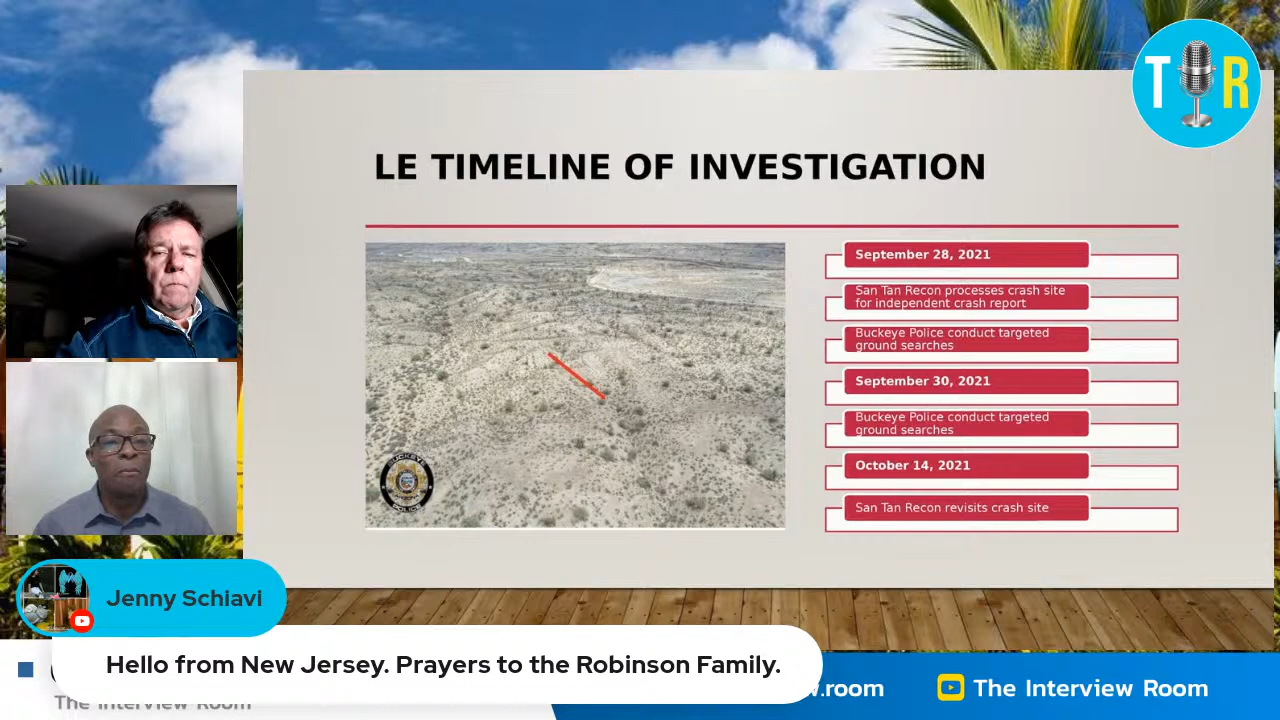 T R
LE TIMELINE OF INVESTIGATION
September 28, 2021
San Tan Recon processes crash site
for independent crash report
Buckeye Police conduct targeted
ground searches
September 30, 2021
Buckeye Police conduct targeted
ground searches
October 14, 2021
San Tan Recon revisits crash site
BUCKEYE
POLICE
Jenny Schiavi
Hello from New Jersey. Prayers to the Robinson Family.
The Interview Room
.room
The Interview Room